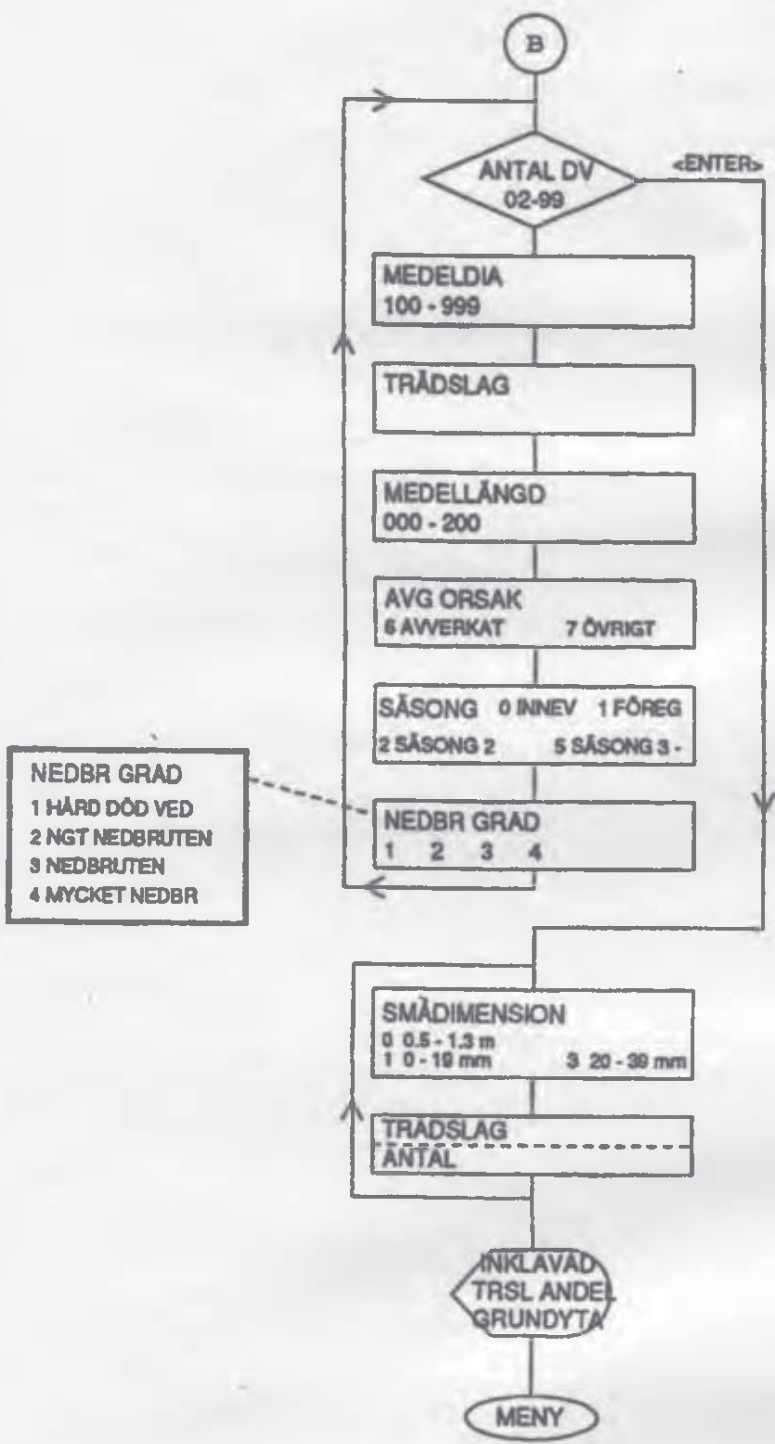 B
ANTAL DV
02-99
<ENTER>
MEDELDIA
100 - 999
TRÄDSLAG
MEDELLÄNGD
000 - 200
AVG ORSAK
6 AVVERKAT 7 ÖVRIGT
SÄSONG 0 INNEV 1 FÖREG
2 SÄSONG 2 5 SÄSONG 3 -
NEDBR GRAD
1 HÅRD DÖD VED
2 NGT NEDBRUTEN
3 NEDBRUTEN
4 MYCKET NEDBR
NEDBR GRAD
1 2 3 4
SMÅDIMENSION
0 0.5 - 1.3 m
1 0 - 19 mm 3 20 - 39 mm
TRÄDSLAG
ANTAL
INKLAVAD
TRSL ANDEL
GRUNDYTA
MENY